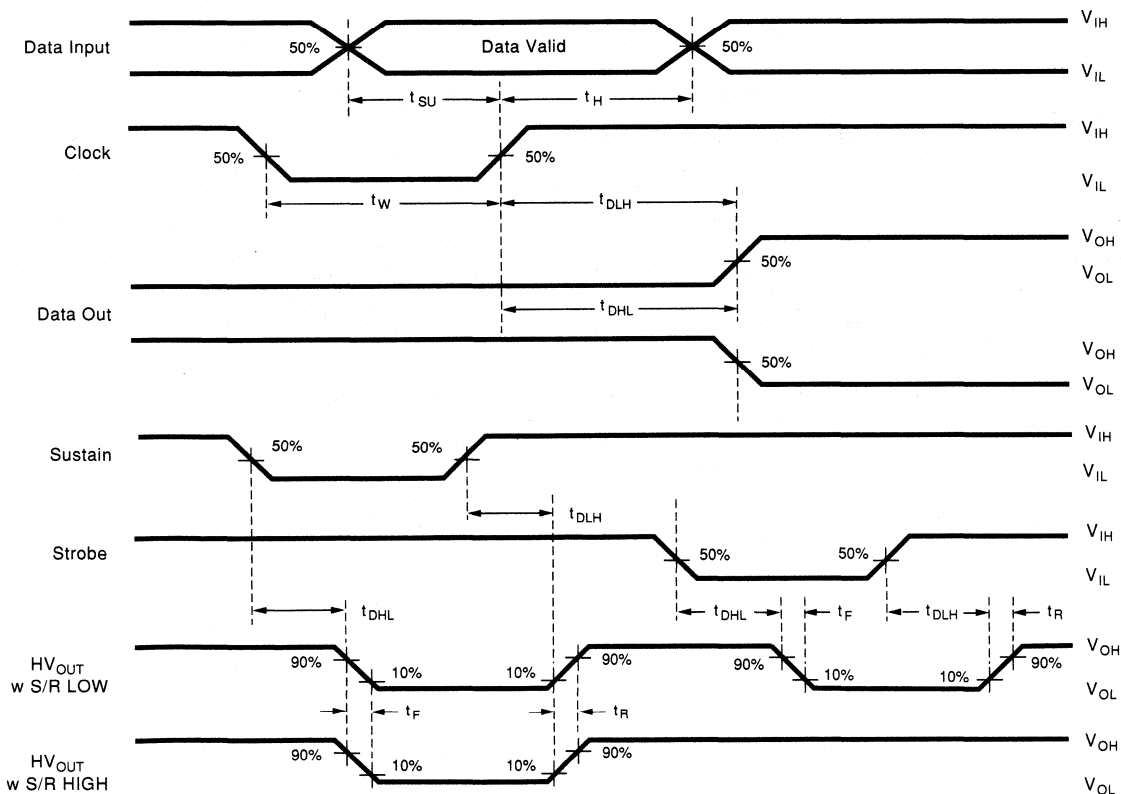 V_IH
Data Input 50% Data Valid 50%
V_IL
t_SU t_H
V_IH
Clock 50% 50%
V_IL
t_W t_DLH
V_OH
50% V_OL
t_DHL
Data Out
V_OH
50%
V_OL
50% 50% V_IH
Sustain
V_IL
t_DLH
V_IH
Strobe 50% 50%
V_IL
t_DHL t_DHL t_F t_DLH t_R
V_OH
HV_OUT 90% 90% 90% 90%
w S/R LOW 10% 10% 10% 10% V_OL
t_F t_R
V_OH
HV_OUT 90% 90%
w S/R HIGH 10% 10% V_OL